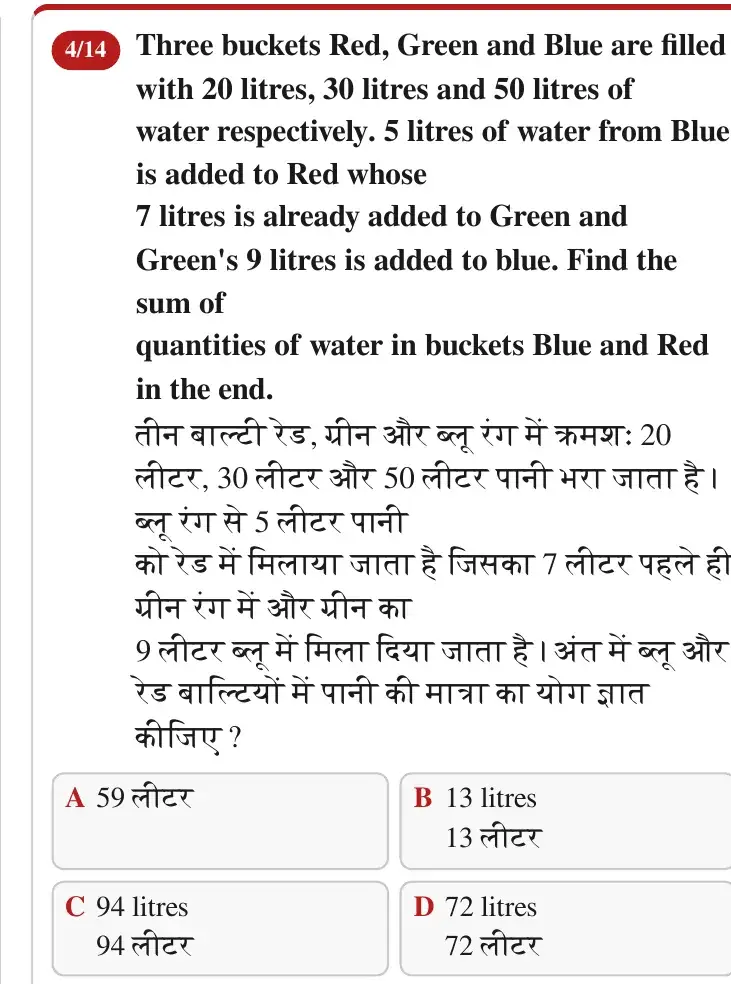 4/14 Three buckets Red, Green and Blue are filled
with 20 litres, 30 litres and 50 litres of
water respectively. 5 litres of water from Blue
is added to Red whose
7 litres is already added to Green and
Green's 9 litres is added to blue. Find the
sum of
quantities of water in buckets Blue and Red
in the end.
तीन बाल्टी रेड, ग्रीन और ब्लू रंग में क्रमश: 20
लीटर, 30 लीटर और 50 लीटर पानी भरा जाता है।
ब्लू रंग से 5 लीटर पानी
को रेड में मिलाया जाता है जिसका 7 लीटर पहले ही
ग्रीन रंग में और ग्रीन का
9 लीटर ब्लू में मिला दिया जाता है। अंत में ब्लू और
रेड बाल्टियों में पानी की मात्रा का योग ज्ञात
कीजिए ?
A 59 लीटर
B 13 litres
13 लीटर
C 94 litres
94 लीटर
D 72 litres
72 लीटर